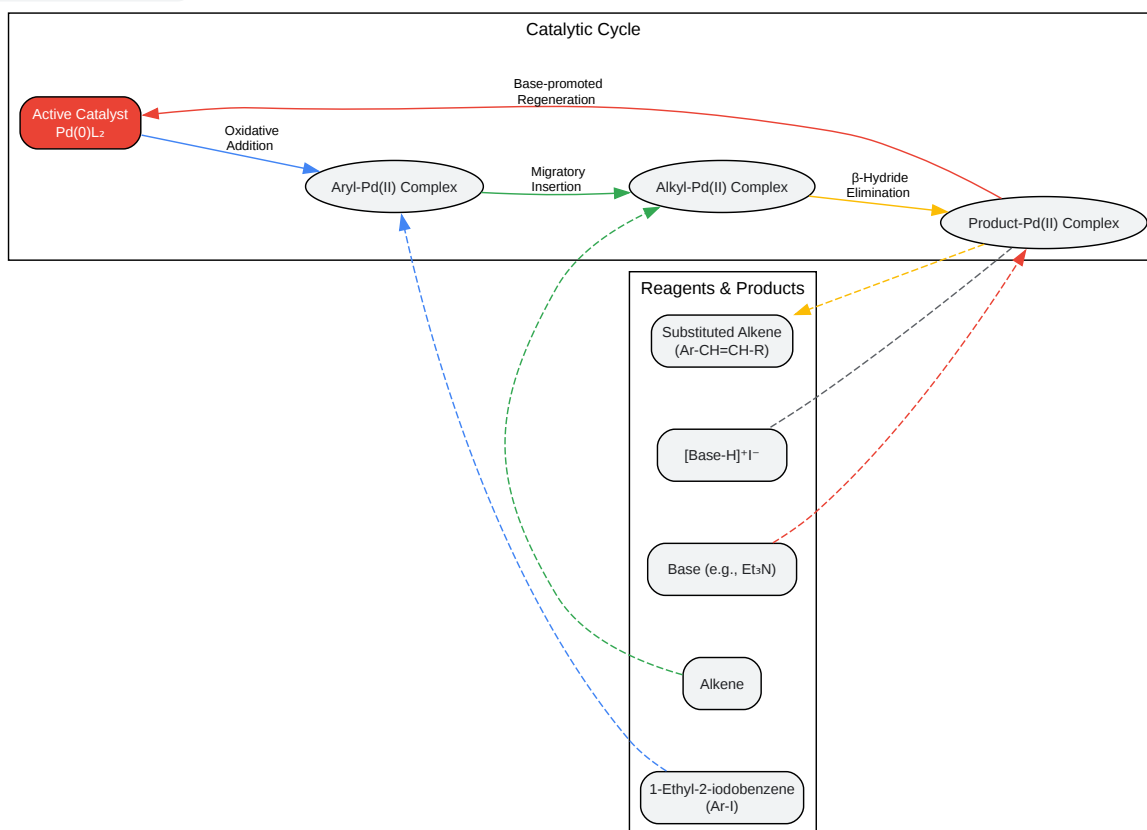 Catalytic Cycle
Base-promoted
Regeneration
Active Catalyst
Pd(0)L₂
Oxidative
Addition
Aryl-Pd(II) Complex
Migratory
Insertion
Alkyl-Pd(II) Complex
β-Hydride
Elimination
Product-Pd(II) Complex
Reagents & Products
Substituted Alkene
(Ar-CH=CH-R)
[Base-H]⁺I⁻
Base (e.g., Et₃N)
Alkene
1-Ethyl-2-iodobenzene
(Ar-I)